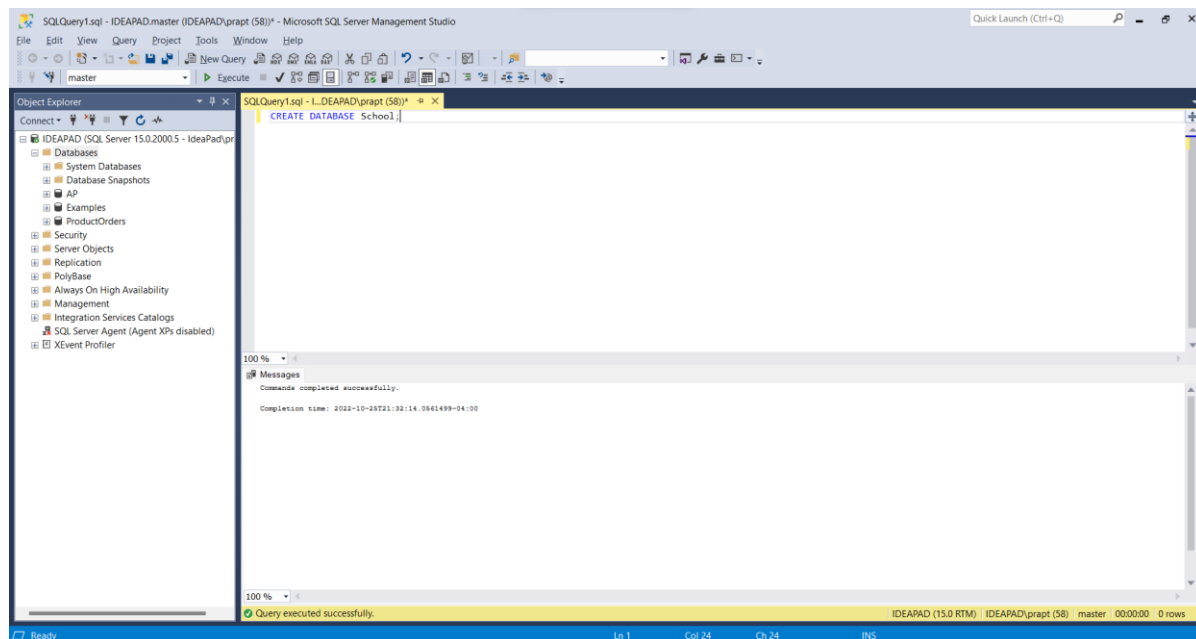 SQLQuery1.sql - IDEAPAD.master (IDEAPAD\prapt (58))* - Microsoft SQL Server Management Studio
Quick Launch (Ctrl+Q)
File Edit View Query Project Tools Window Help
New Query
master
Execute
Object Explorer
SQLQuery1.sql - I...DEAPAD\prapt (58))*
Connect
CREATE DATABASE School;
IDEAPAD (SQL Server 15.0.2000.5 - IdeaPad\pr
Databases
System Databases
Database Snapshots
AP
Examples
ProductOrders
Security
Server Objects
Replication
PolyBase
Always On High Availability
Management
Integration Services Catalogs
SQL Server Agent (Agent XPs disabled)
XEvent Profiler
100 %
Messages
Commands completed successfully.
Completion time: 2022-10-25T21:32:14.0561499-04:00
100 %
Query executed successfully.
IDEAPAD (15.0 RTM) IDEAPAD\prapt (58) master 00:00:00 0 rows
Ready Ln 1 Col 24 Ch 24 INS